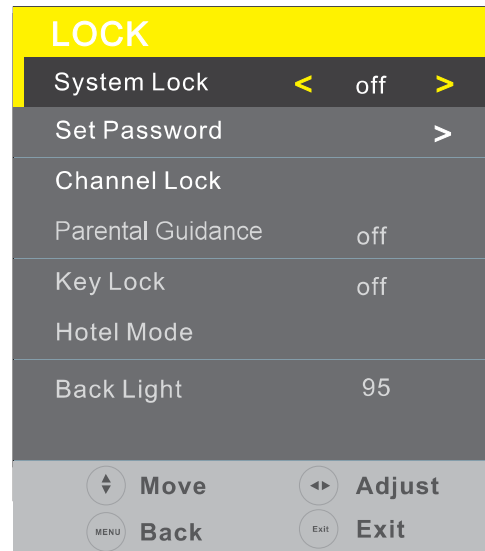 LOCK
System Lock < off >
Set Password >
Channel Lock
Parental Guidance off
Key Lock off
Hotel Mode
Back Light 95
Move Adjust
MENU Back Exit Exit